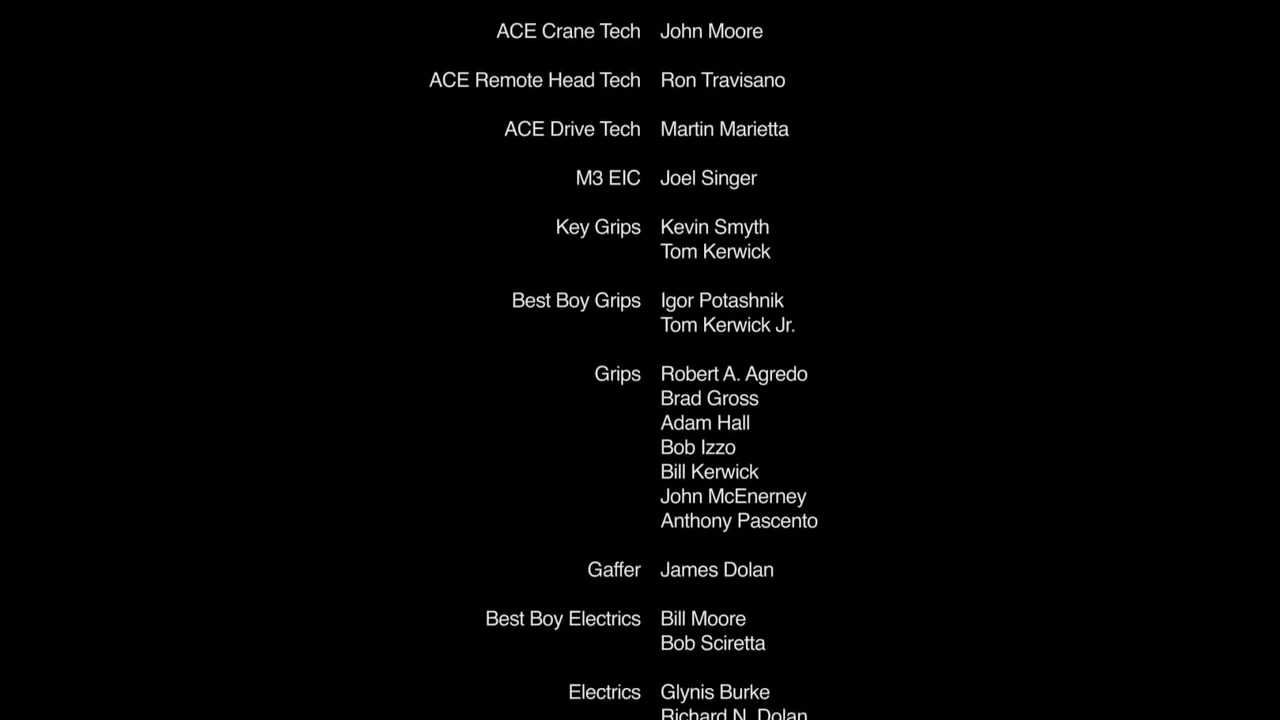 ACE Crane Tech John Moore
ACE Remote Head Tech Ron Travisano
ACE Drive Tech Martin Marietta
M3 EIC Joel Singer
Key Grips Kevin Smyth
Tom Kerwick
Best Boy Grips Igor Potashnik
Tom Kerwick Jr.
Grips Robert A. Agredo
Brad Gross
Adam Hall
Bob Izzo
Bill Kerwick
John McEnerney
Anthony Pascento
Gaffer James Dolan
Best Boy Electrics Bill Moore
Bob Sciretta
Electrics Glynis Burke
Richard N. Dolan